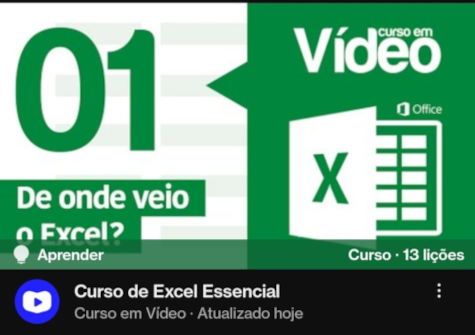 01
curso em
Vídeo
Office
X
De onde veio
o Excel?
Aprender
Curso · 13 lições
Curso de Excel Essencial
Curso em Vídeo · Atualizado hoje